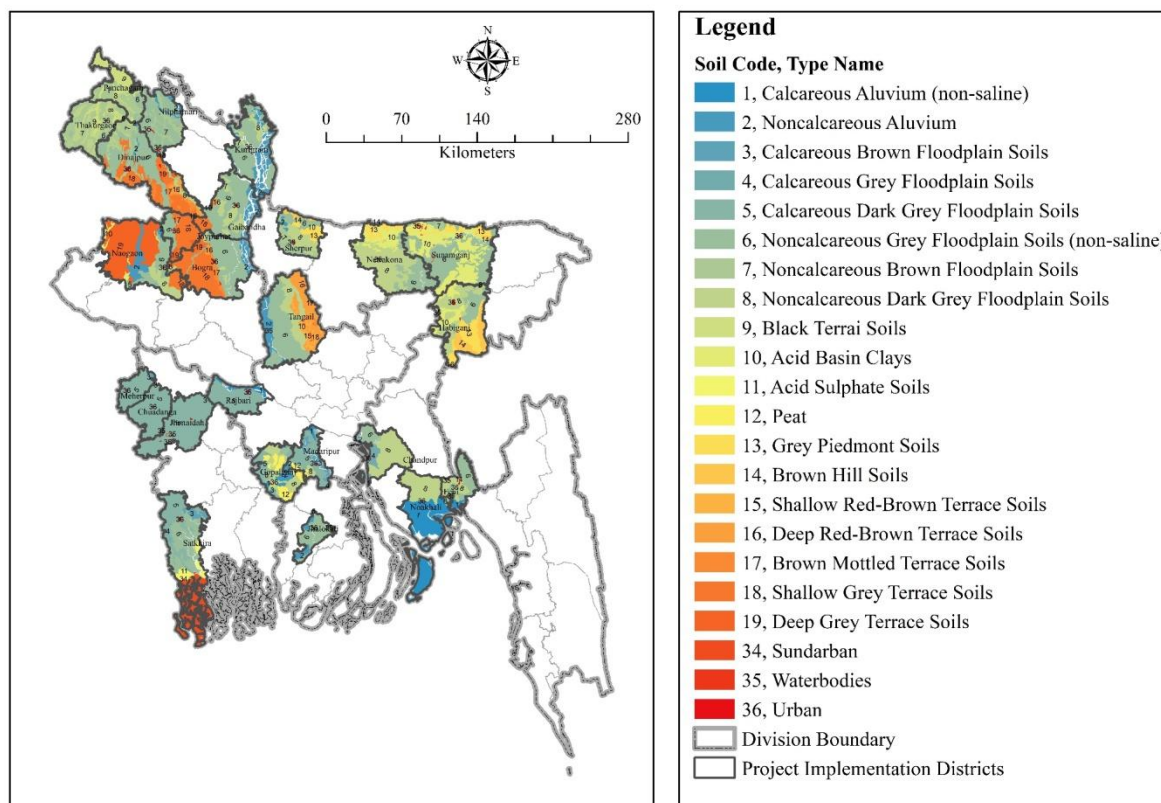 N
W E
S
0 70 140 280
Kilometers
Panchagarh
Nilphamari
Thakurgaon
Dinajpur
Kurigram
Gaibandha
Joypurhat
Naogaon
Bogra
Sherpur
Netrokona
Sunamganj
Habiganj
Tangail
Meherpur
Chuadanga
Jhenaidah
Rajbari
Madaripur
Gopalganj
Chandpur
Noakhali
Satkhira
Legend
Soil Code, Type Name
1, Calcareous Aluvium (non-saline)
2, Noncalcareous Aluvium
3, Calcareous Brown Floodplain Soils
4, Calcareous Grey Floodplain Soils
5, Calcareous Dark Grey Floodplain Soils
6, Noncalcareous Grey Floodplain Soils (non-saline)
7, Noncalcareous Brown Floodplain Soils
8, Noncalcareous Dark Grey Floodplain Soils
9, Black Terrai Soils
10, Acid Basin Clays
11, Acid Sulphate Soils
12, Peat
13, Grey Piedmont Soils
14, Brown Hill Soils
15, Shallow Red-Brown Terrace Soils
16, Deep Red-Brown Terrace Soils
17, Brown Mottled Terrace Soils
18, Shallow Grey Terrace Soils
19, Deep Grey Terrace Soils
34, Sundarban
35, Waterbodies
36, Urban
Division Boundary
Project Implementation Districts